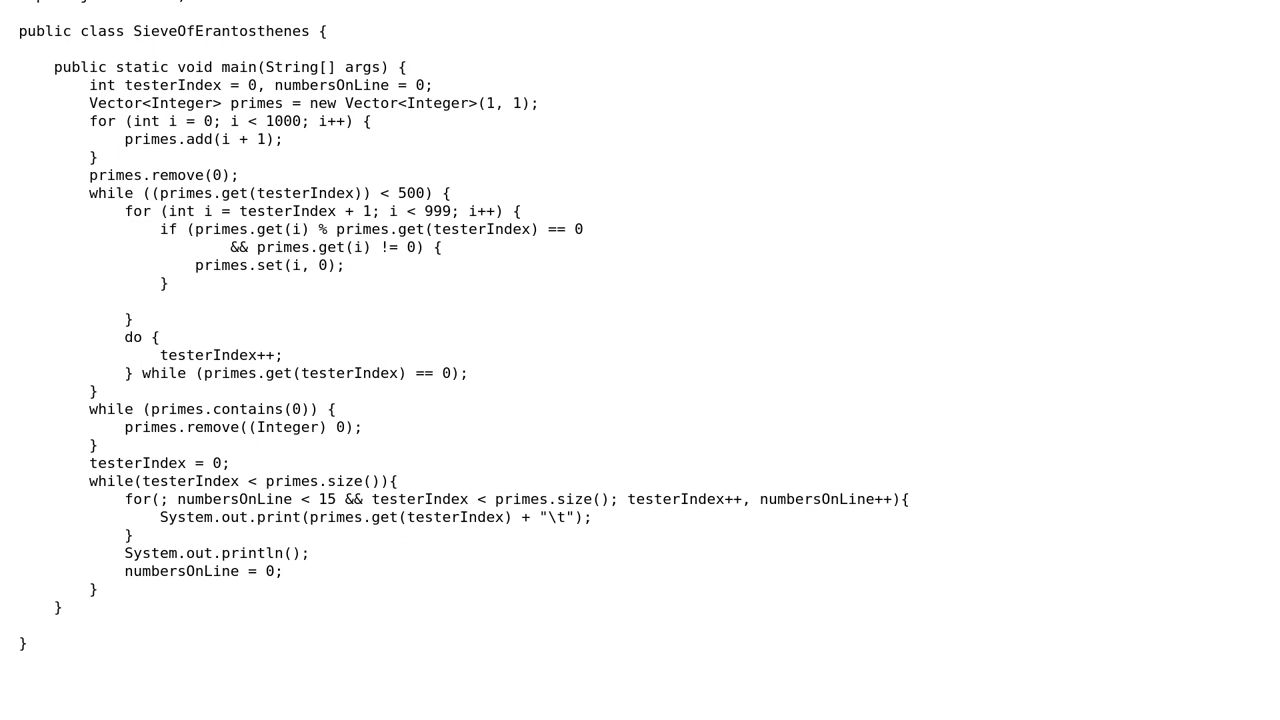 public class SieveOfErantosthenes {
public static void main(String[] args) {
int testerIndex = 0, numbersOnLine = 0;
Vector<Integer> primes = new Vector<Integer>(1, 1);
for (int i = 0; i < 1000; i++) {
primes.add(i + 1);
}
primes.remove(0);
while ((primes.get(testerIndex)) < 500) {
for (int i = testerIndex + 1; i < 999; i++) {
if (primes.get(i) % primes.get(testerIndex) == 0
&& primes.get(i) != 0) {
primes.set(i, 0);
}
}
do {
testerIndex++;
} while (primes.get(testerIndex) == 0);
}
while (primes.contains(0)) {
primes.remove((Integer) 0);
}
testerIndex = 0;
while(testerIndex < primes.size()){
for(; numbersOnLine < 15 && testerIndex < primes.size(); testerIndex++, numbersOnLine++){
System.out.print(primes.get(testerIndex) + "\t");
}
System.out.println();
numbersOnLine = 0;
}
}
}